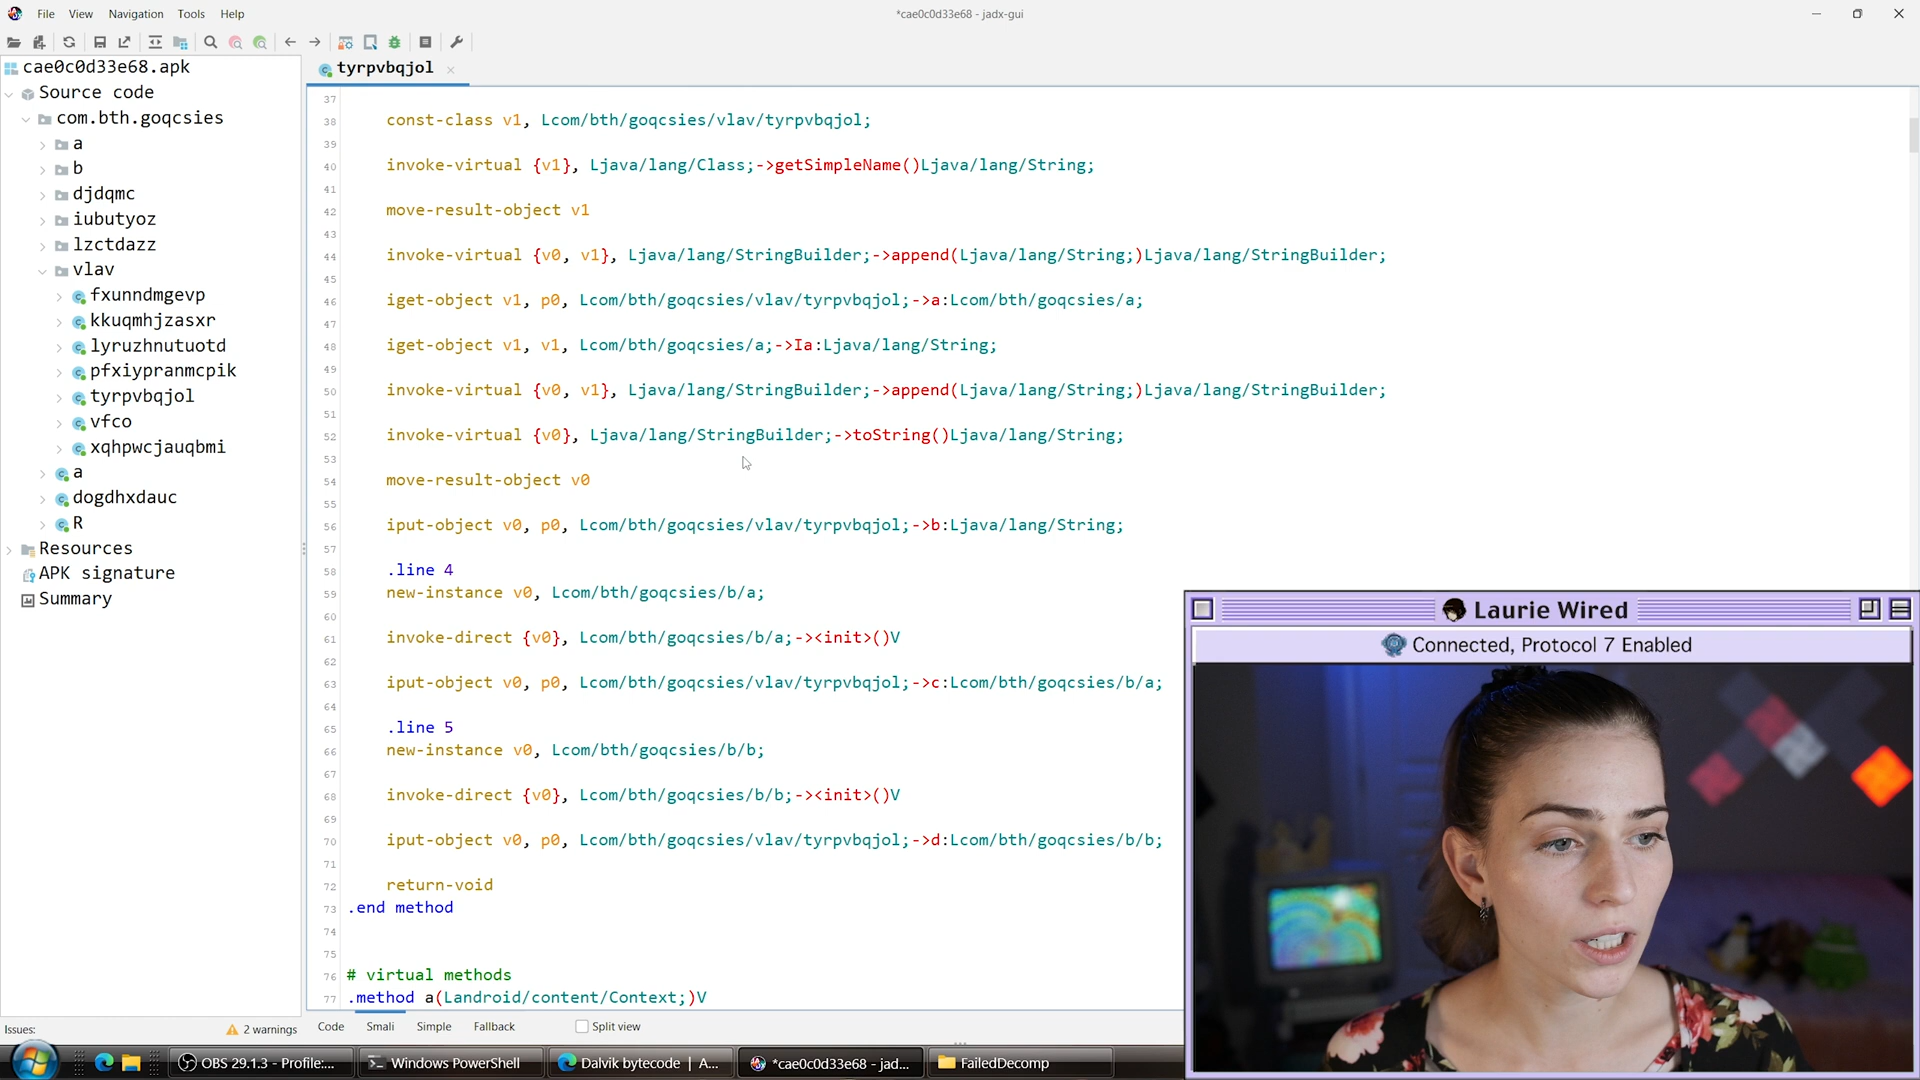 File View Navigation Tools Help
*cae0c0d33e68 - jadx-gui
cae0c0d33e68.apk
Source code
com.bth.goqcsies
a
b
djdqmc
iubutyoz
lzctdazz
vlav
fxunndmgevp
kkuqmhjzasxr
lyruzhnutuotd
pfxiypranmcpik
tyrpvbqjol
vfco
xqhpwcjauqbmi
a
dogdhxdauc
R
Resources
APK signature
Summary
tyrpvbqjol
37
38 const-class v1, Lcom/bth/goqcsies/vlav/tyrpvbqjol;
39
40 invoke-virtual {v1}, Ljava/lang/Class;->getSimpleName()Ljava/lang/String;
41
42 move-result-object v1
43
44 invoke-virtual {v0, v1}, Ljava/lang/StringBuilder;->append(Ljava/lang/String;)Ljava/lang/StringBuilder;
45
46 iget-object v1, p0, Lcom/bth/goqcsies/vlav/tyrpvbqjol;->a:Lcom/bth/goqcsies/a;
47
48 iget-object v1, v1, Lcom/bth/goqcsies/a;->Ia:Ljava/lang/String;
49
50 invoke-virtual {v0, v1}, Ljava/lang/StringBuilder;->append(Ljava/lang/String;)Ljava/lang/StringBuilder;
51
52 invoke-virtual {v0}, Ljava/lang/StringBuilder;->toString()Ljava/lang/String;
53
54 move-result-object v0
55
56 iput-object v0, p0, Lcom/bth/goqcsies/vlav/tyrpvbqjol;->b:Ljava/lang/String;
57
58 .line 4
59 new-instance v0, Lcom/bth/goqcsies/b/a;
60
61 invoke-direct {v0}, Lcom/bth/goqcsies/b/a;-><init>()V
62
63 iput-object v0, p0, Lcom/bth/goqcsies/vlav/tyrpvbqjol;->c:Lcom/bth/goqcsies/b/a;
64
65 .line 5
66 new-instance v0, Lcom/bth/goqcsies/b/b;
67
68 invoke-direct {v0}, Lcom/bth/goqcsies/b/b;-><init>()V
69
70 iput-object v0, p0, Lcom/bth/goqcsies/vlav/tyrpvbqjol;->d:Lcom/bth/goqcsies/b/b;
71
72 return-void
73 .end method
74
75
76 # virtual methods
77 .method a(Landroid/content/Context;)V
Laurie Wired
Connected, Protocol 7 Enabled
Issues: 2 warnings
Code Smali Simple Fallback Split view
OBS 29.1.3 - Profile:... Windows PowerShell Dalvik bytecode | A... *cae0c0d33e68 - jad... FailedDecomp